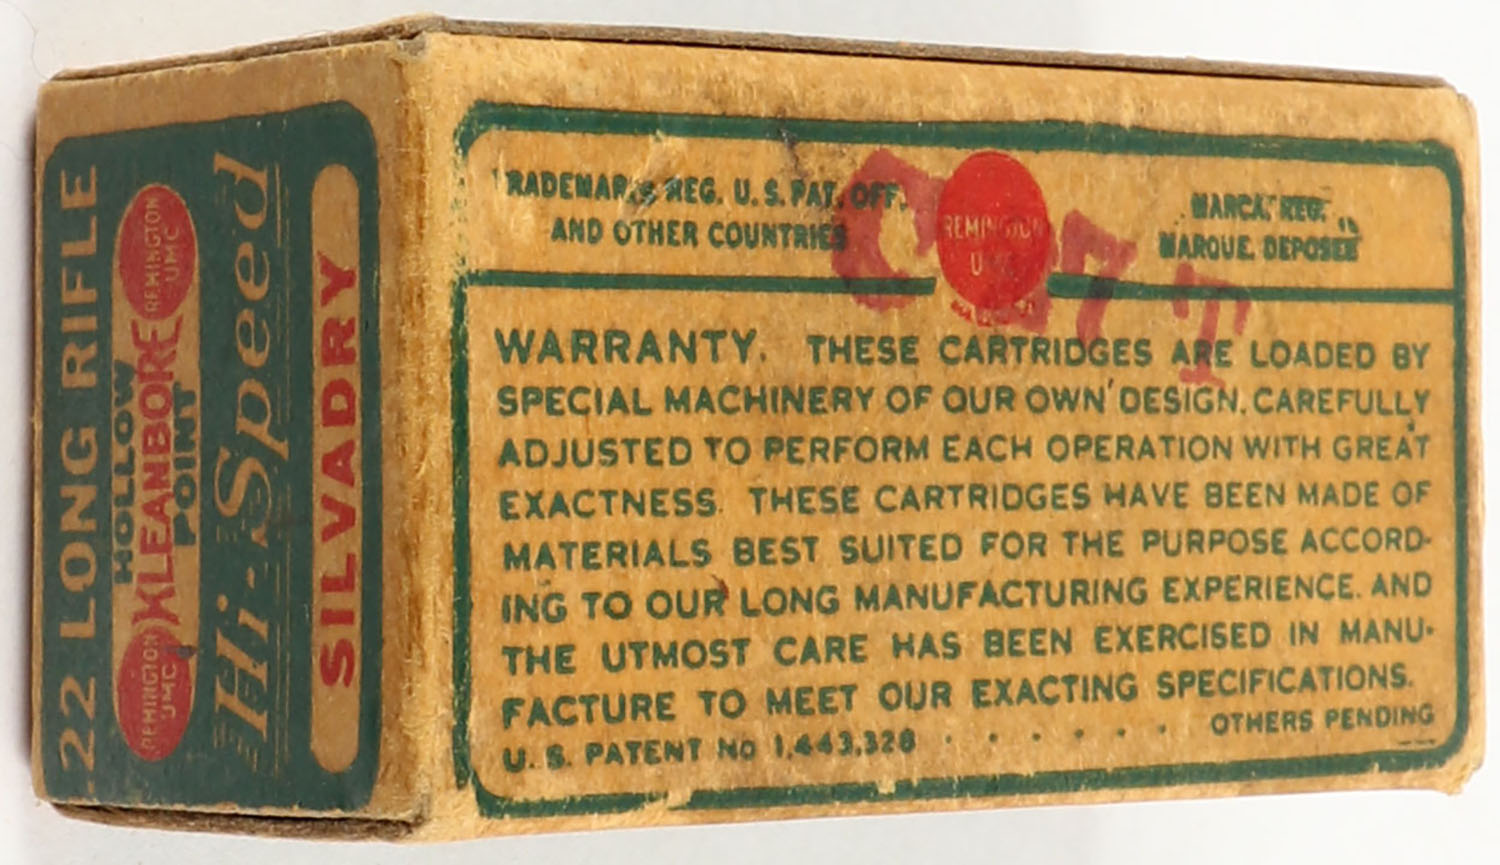 .22 LONG RIFLE
HOLLOW
REMINGTON
UMC
KLEANBORE
REMINGTON
UMC
POINT
Hi-Speed
SILVADRY
TRADEMARKS REG. U.S. PAT. OFF.
AND OTHER COUNTRIES
REMINGTON
UMC
MARCA. REG.
MARQUE. DEPOSEE
WARRANTY. THESE CARTRIDGES ARE LOADED BY
SPECIAL MACHINERY OF OUR OWN DESIGN, CAREFULLY
ADJUSTED TO PERFORM EACH OPERATION WITH GREAT
EXACTNESS. THESE CARTRIDGES HAVE BEEN MADE OF
MATERIALS BEST SUITED FOR THE PURPOSE ACCORD-
ING TO OUR LONG MANUFACTURING EXPERIENCE. AND
THE UTMOST CARE HAS BEEN EXERCISED IN MANU-
FACTURE TO MEET OUR EXACTING SPECIFICATIONS.
U.S. PATENT NO 1,443,328 . . . . . . OTHERS PENDING